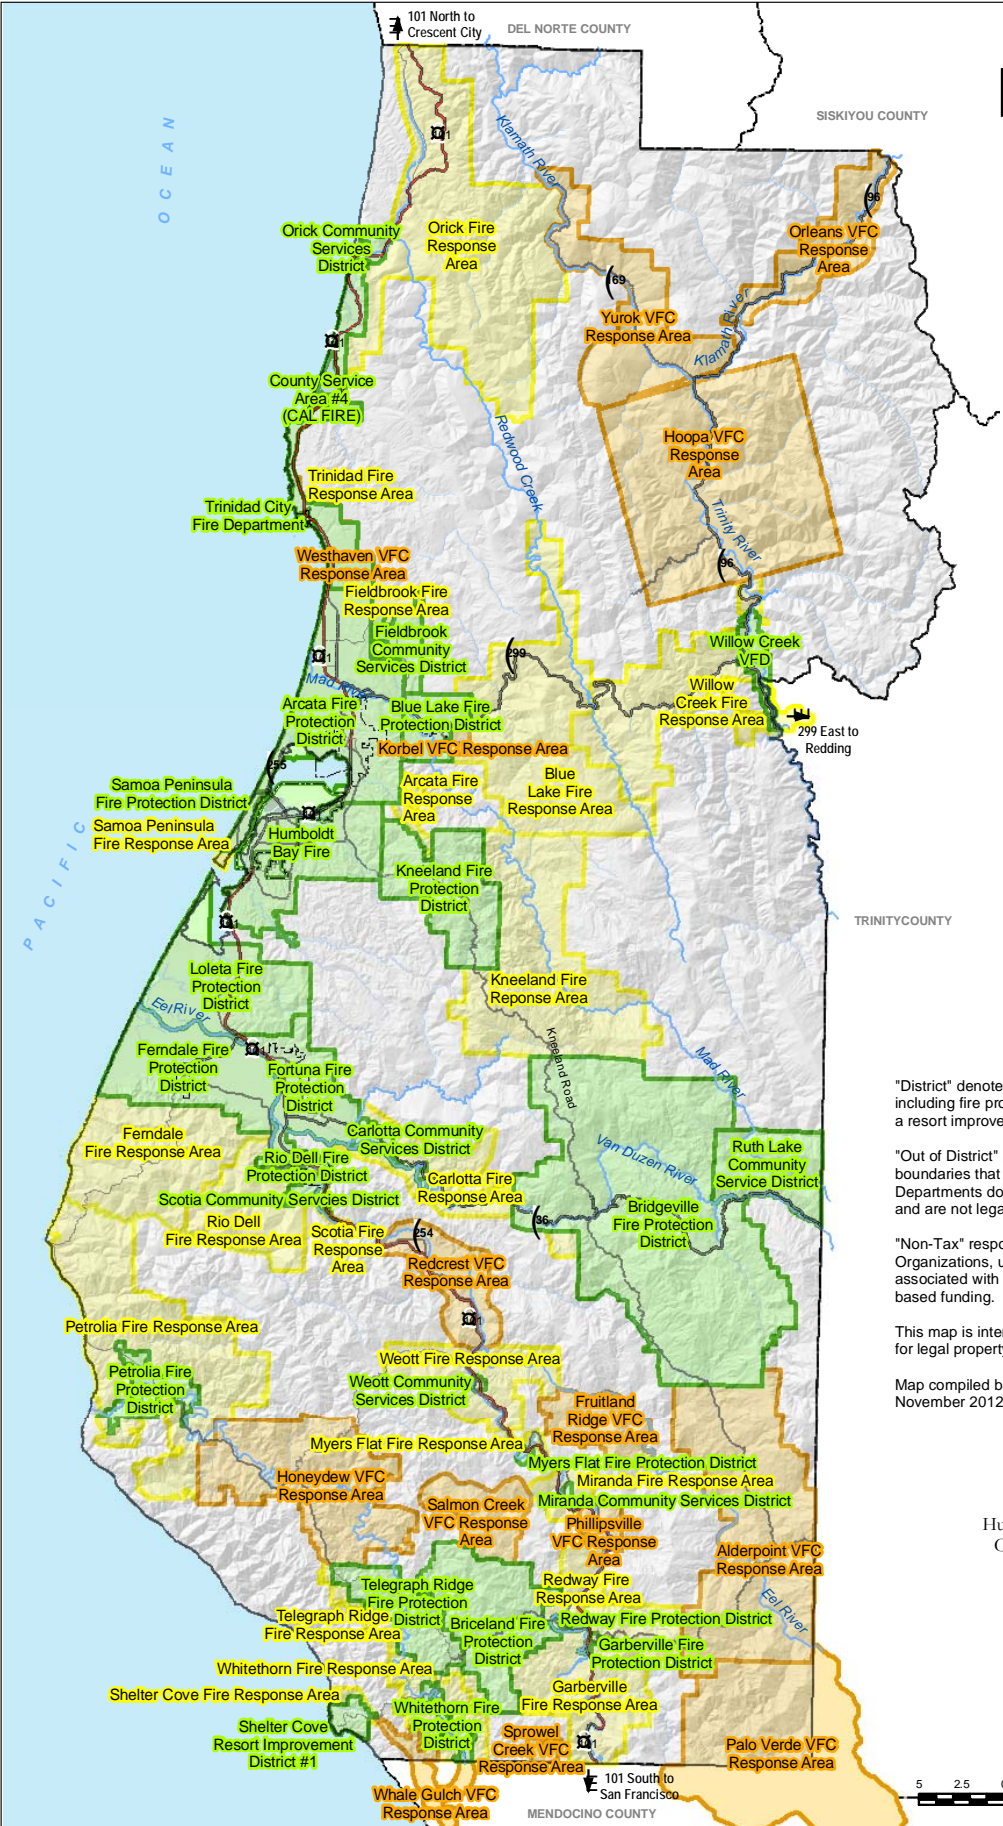 101 North to
Crescent City
DEL NORTE COUNTY
SISKIYOU COUNTY
OCEAN
Klamath River
96
Orick Community
Services
District
Orick Fire
Response
Area
Orleans VFC
Response
Area
169
Yurok VFC
Response Area
Klamath River
County Service
Area #4
(CAL FIRE)
Redwood Creek
Hoopa VFC
Response
Area
Trinidad Fire
Response Area
Trinidad City
Fire Department
Trinity River
Westhaven VFC
Response Area
96
Fieldbrook Fire
Response Area
Fieldbrook
Community
Services District
299
Willow Creek
VFD
Mad River
Willow
Creek Fire
Response Area
Arcata Fire
Protection
District
Blue Lake Fire
Protection District
299 East to
Redding
Korbel VFC Response Area
255
Samoa Peninsula
Fire Protection District
Arcata Fire
Response
Area
Blue
Lake Fire
Response Area
Samoa Peninsula
Fire Response Area
Humboldt
Bay Fire
PACIFIC
Kneeland Fire
Protection
District
TRINITYCOUNTY
Loleta Fire
Protection
District
Kneeland Fire
Reponse Area
Eel River
Kneeland Road
Ferndale Fire
Protection
District
Fortuna Fire
Protection
District
Mad River
"District" denote
including fire pro
a resort improve
Ferndale
Fire Response Area
Carlotta Community
Services District
Van Duzen River
Ruth Lake
Community
Service District
"Out of District"
boundaries that
Departments do
and are not lega
Rio Dell Fire
Protection District
Carlotta Fire
Response Area
Scotia Community Servcies District
Bridgeville
Fire Protection
District
36
Rio Dell
Fire Response Area
Scotia Fire
Response
Area
254
"Non-Tax" respo
Organizations, u
associated with
based funding.
Redcrest VFC
Response Area
101
Petrolia Fire Response Area
This map is inter
for legal property
Weott Fire Response Area
Petrolia Fire
Protection
District
Weott Community
Services District
Map compiled b
November 2012
Fruitland
Ridge VFC
Response Area
Myers Flat Fire Response Area
Myers Flat Fire Protection District
Honeydew VFC
Response Area
Miranda Fire Response Area
Miranda Community Services District
Salmon Creek
VFC Response
Area
Phillipsville
VFC Response
Area
Hu
C
Alderpoint VFC
Response Area
Telegraph Ridge
Fire Protection
District
Redway Fire
Response Area
Eel River
Telegraph Ridge
Fire Response Area
Briceland Fire
Protection
District
Redway Fire Protection District
Garberville Fire
Protection District
Whitethorn Fire Response Area
Shelter Cove Fire Response Area
Garberville
Fire Response Area
Whitethorn Fire
Protection
District
Shelter Cove
Resort Improvement
District #1
Sprowel
Creek VFC
Response Area
Palo Verde VFC
Response Area
101 South to
San Francisco
Whale Gulch VFC
Response Area
MENDOCINO COUNTY
5 2.5 0